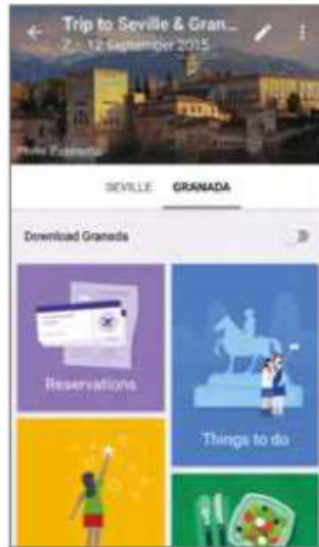 Trip to Seville & Gran...
7 - 12 September 2015
SEVILLE GRANADA
Download Granada
Reservations
Things to do